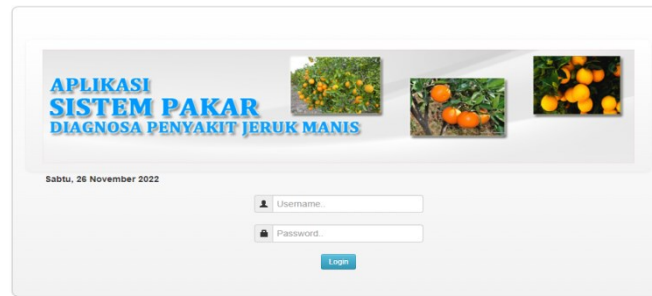 APLIKASI
SISTEM PAKAR
DIAGNOSA PENYAKIT JERUK MANIS
Sabtu, 26 November 2022
Username..
Password..
Login